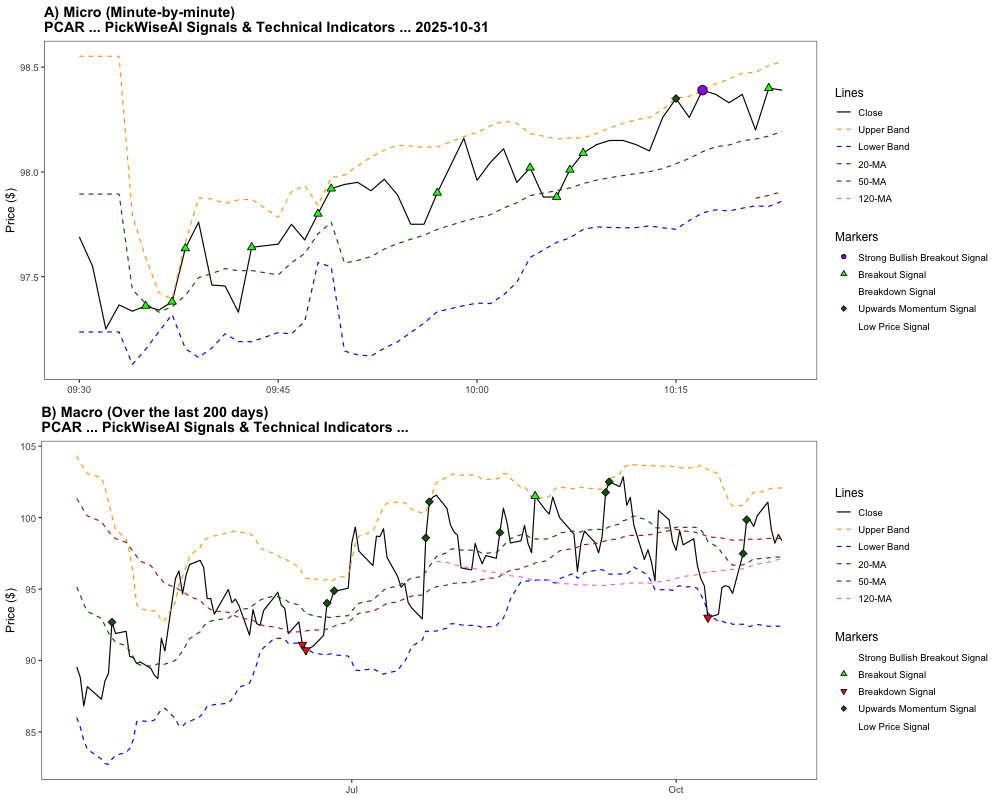 A) Micro (Minute-by-minute)
PCAR ... PickWiseAI Signals & Technical Indicators ... 2025-10-31
Price ($)
98.5
98.0
97.5
09:30
09:45
10:00
10:15
Lines
Close
Upper Band
Lower Band
20-MA
50-MA
120-MA
Markers
Strong Bullish Breakout Signal
Breakout Signal
Breakdown Signal
Upwards Momentum Signal
Low Price Signal
B) Macro (Over the last 200 days)
PCAR ... PickWiseAI Signals & Technical Indicators ...
Price ($)
105
100
95
90
85
Jul
Oct
Lines
Close
Upper Band
Lower Band
20-MA
50-MA
120-MA
Markers
Strong Bullish Breakout Signal
Breakout Signal
Breakdown Signal
Upwards Momentum Signal
Low Price Signal